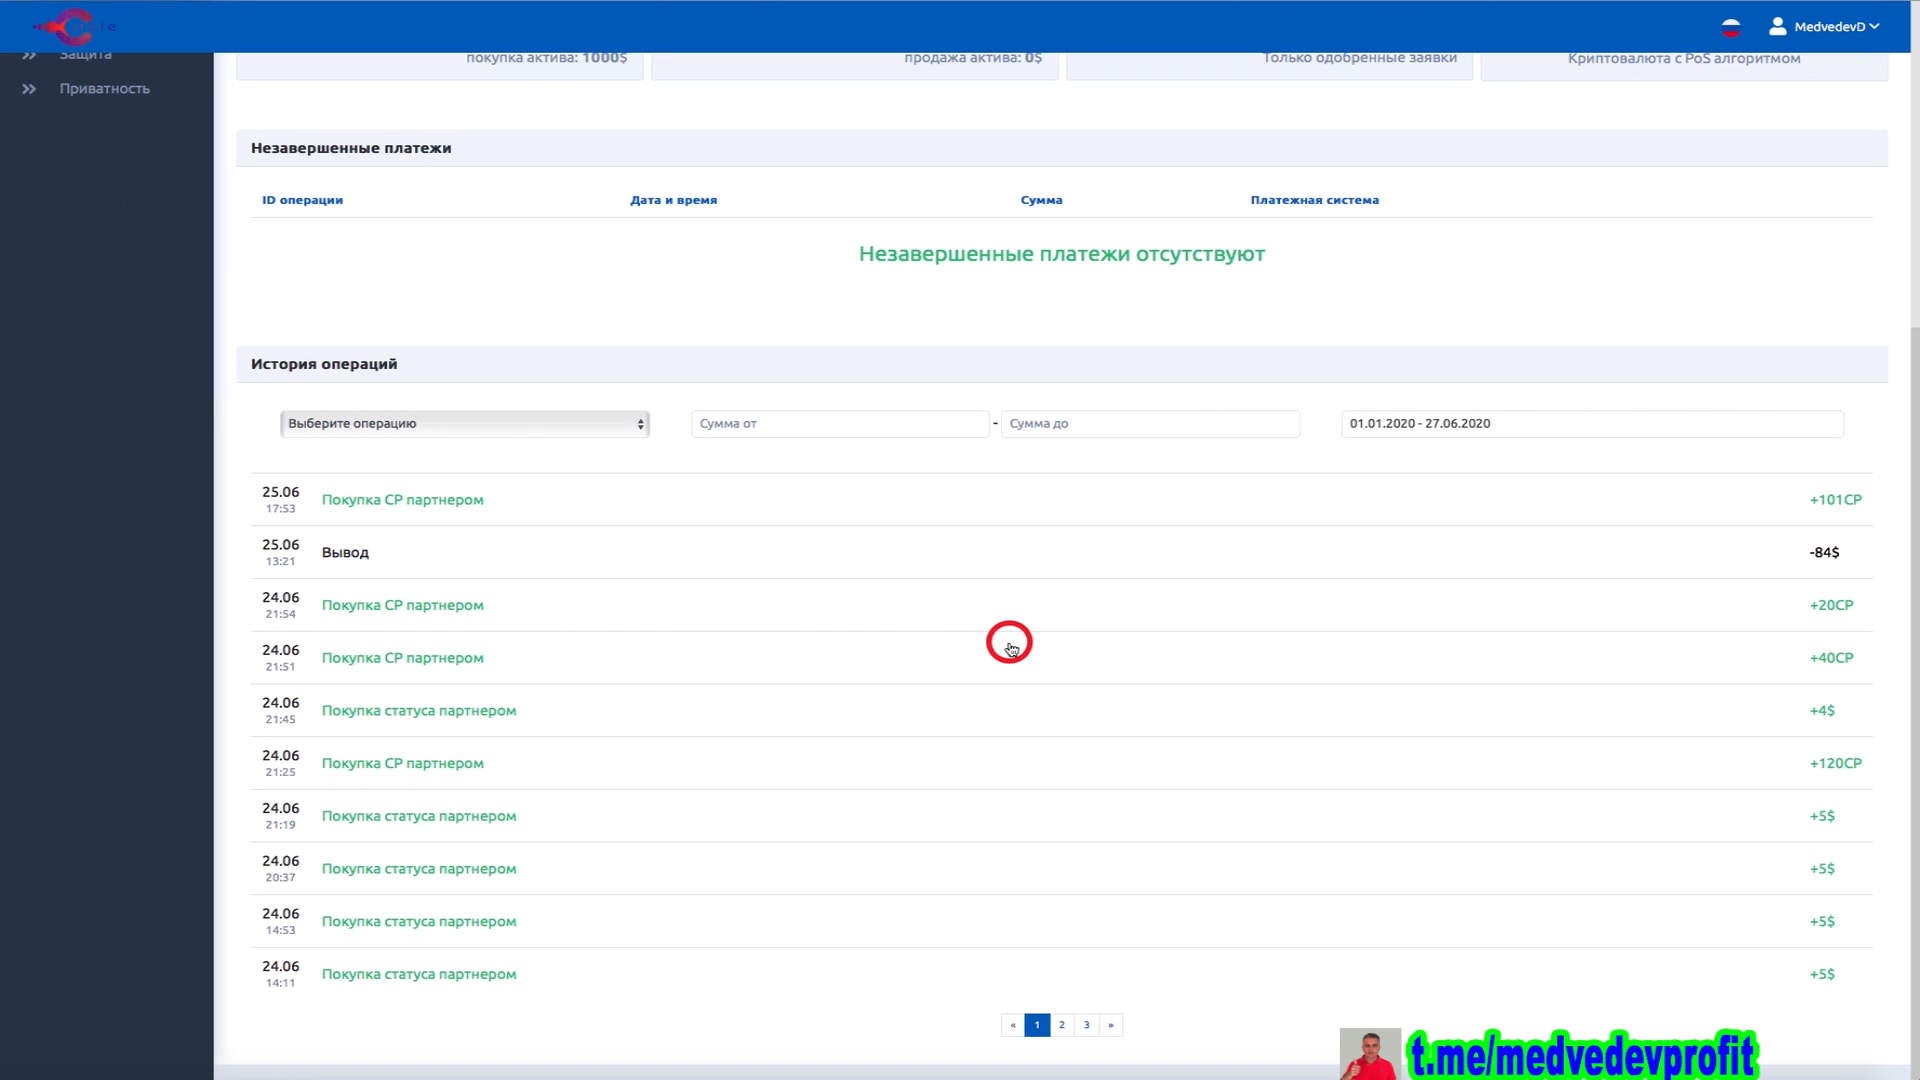 MedvedevD
Защита
покупка актива: 1000$
продажа актива: 0$
Только одобренные заявки
Криптовалюта с PoS алгоритмом
Приватность
Незавершенные платежи
ID операции
Дата и время
Сумма
Платежная система
Незавершенные платежи отсутствуют
История операций
Выберите операцию
Сумма от
-
Сумма до
01.01.2020 - 27.06.2020
25.06
17:53
Покупка CP партнером
+101CP
25.06
13:21
Вывод
-84$
24.06
21:54
Покупка CP партнером
+20CP
24.06
21:51
Покупка CP партнером
+40CP
24.06
21:45
Покупка статуса партнером
+4$
24.06
21:25
Покупка CP партнером
+120CP
24.06
21:19
Покупка статуса партнером
+5$
24.06
20:37
Покупка статуса партнером
+5$
24.06
14:53
Покупка статуса партнером
+5$
24.06
14:11
Покупка статуса партнером
+5$
« 1 2 3 »
t.me/medvedevprofit